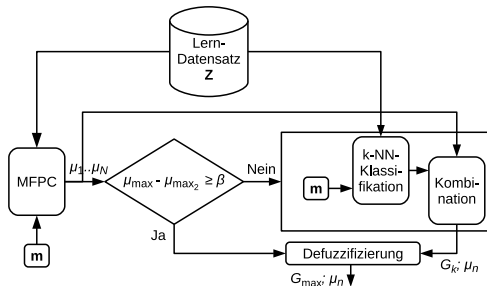 Lern-
Datensatz
Z
MFPC
μ1..μN
m
μmax - μmax2 ≥ β
Nein
Ja
k-NN-
Klassi-
fikation
m
Kombi-
nation
Defuzzifizierung
Gk; μn
Gmax; μn